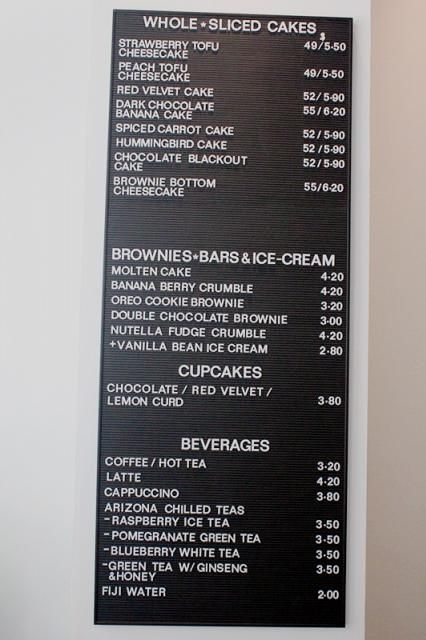 WHOLE★SLICED CAKES
$
STRAWBERRY TOFU 49/5·50
CHEESECAKE
PEACH TOFU
CHEESECAKE 49/5·50
RED VELVET CAKE 52/5·90
DARK CHOCOLATE 55/6·20
BANANA CAKE
SPICED CARROT CAKE 52/5·90
HUMMINGBIRD CAKE 52/5·90
CHOCOLATE BLACKOUT 52/5·90
CAKE
BROWNIE BOTTOM 55/6·20
CHEESECAKE
BROWNIES★BARS & ICE-CREAM
MOLTEN CAKE 4·20
BANANA BERRY CRUMBLE 4·20
OREO COOKIE BROWNIE 3·20
DOUBLE CHOCOLATE BROWNIE 3·00
NUTELLA FUDGE CRUMBLE 4·20
+VANILLA BEAN ICE CREAM 2·80
CUPCAKES
CHOCOLATE / RED VELVET /
LEMON CURD 3·80
BEVERAGES
COFFEE / HOT TEA 3·20
LATTE 4·20
CAPPUCCINO 3·80
ARIZONA CHILLED TEAS
-RASPBERRY ICE TEA 3·50
-POMEGRANATE GREEN TEA 3·50
-BLUEBERRY WHITE TEA 3·50
-GREEN TEA W/ GINSENG 3·50
&HONEY
FIJI WATER 2·00